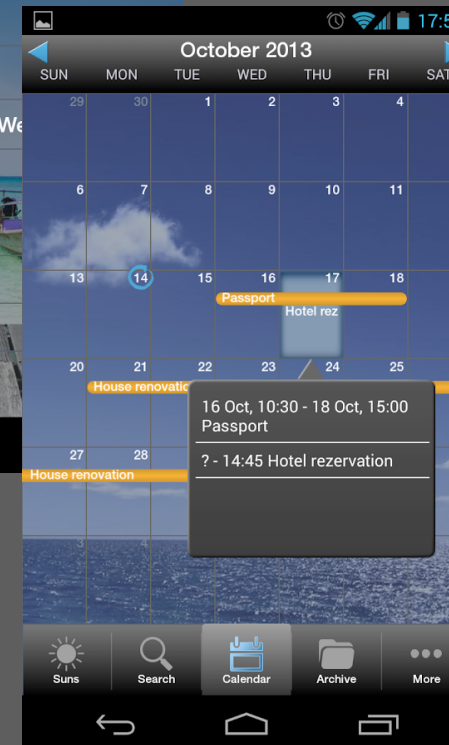 17:5
October 2013
SUN MON TUE WED THU FRI SAT
We
29 30 1 2 3 4
6 7 8 9 10 11
13 14 15 16 17 18
Passport
Hotel rez
20 21 22 23 24 25
House renovatio
16 Oct, 10:30 - 18 Oct, 15:00
Passport
? - 14:45 Hotel rezervation
27 28
House renovation
3
Suns Search Calendar Archive More